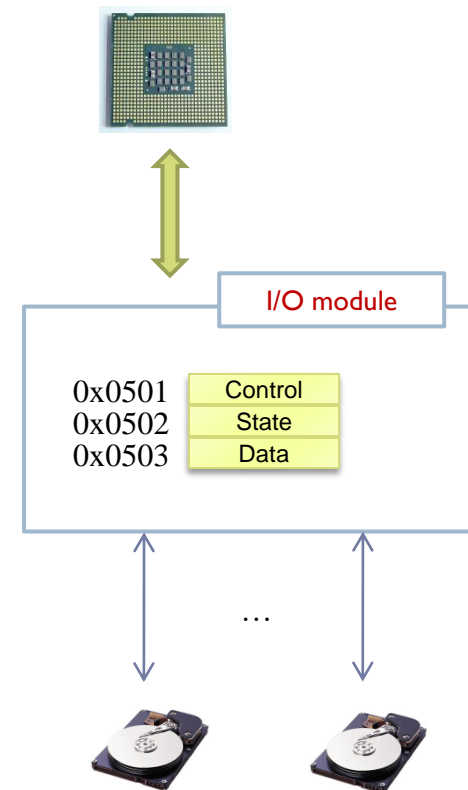 I/O module
0x0501 Control
0x0502 State
0x0503 Data
…